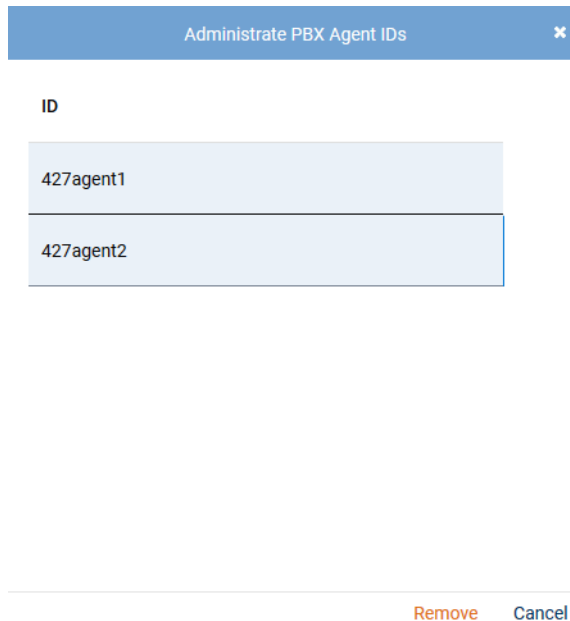 Administrate PBX Agent IDs
ID
427agent1
427agent2
Remove Cancel